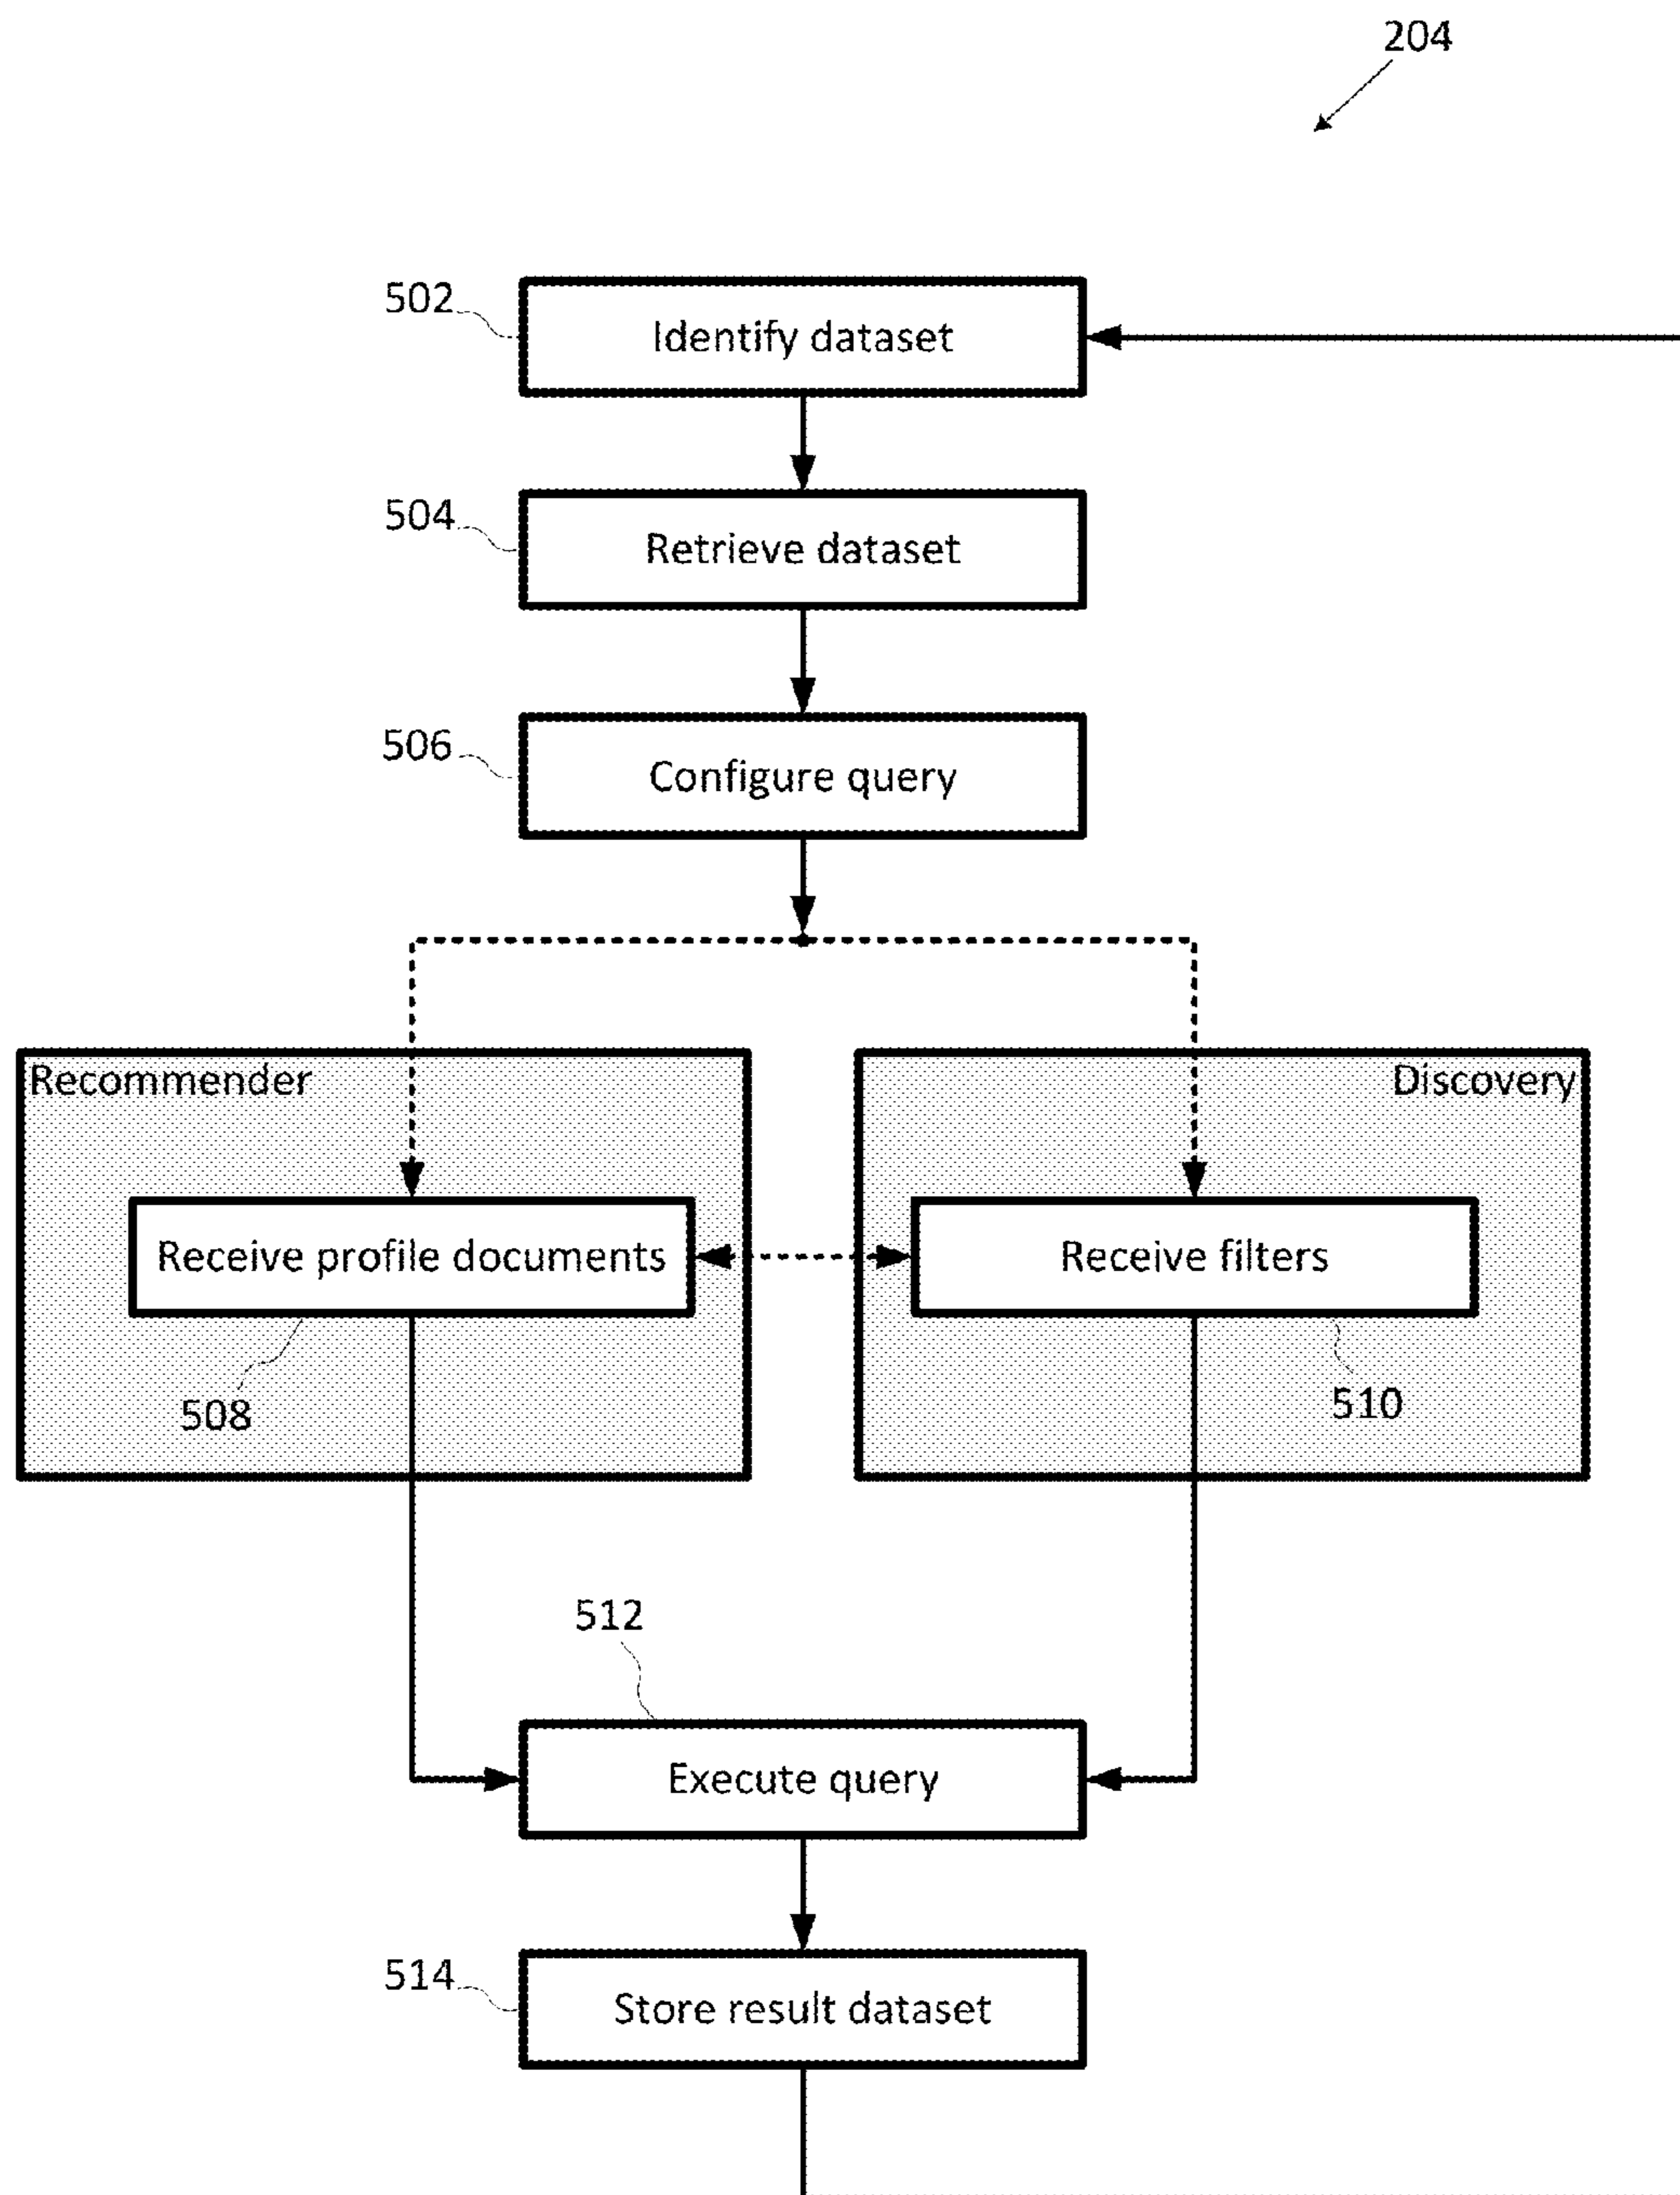 204
502
Identify dataset
504
Retrieve dataset
506
Configure query
Recommender
Discovery
Receive profile documents
Receive filters
508
510
512
Execute query
514
Store result dataset